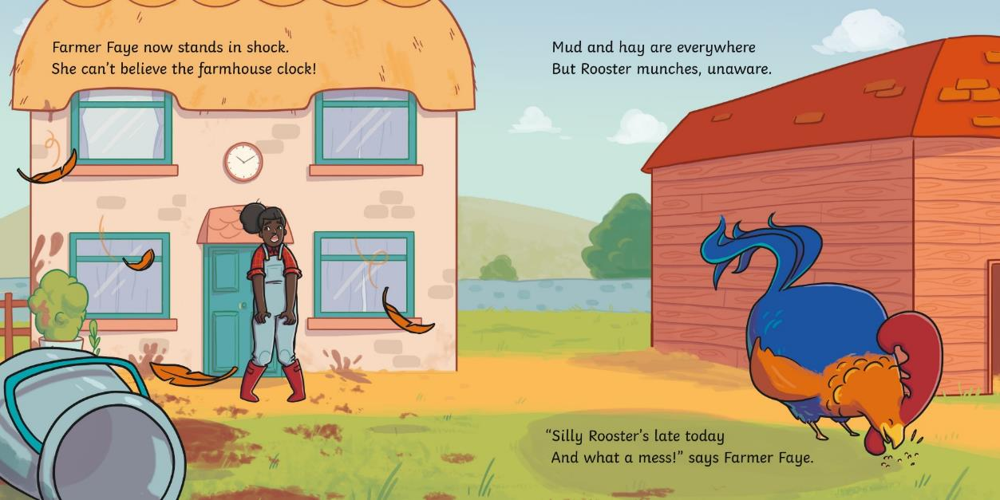 Farmer Faye now stands in shock.
She can’t believe the farmhouse clock!
Mud and hay are everywhere
But Rooster munches, unaware.
“Silly Rooster’s late today
And what a mess!” says Farmer Faye.